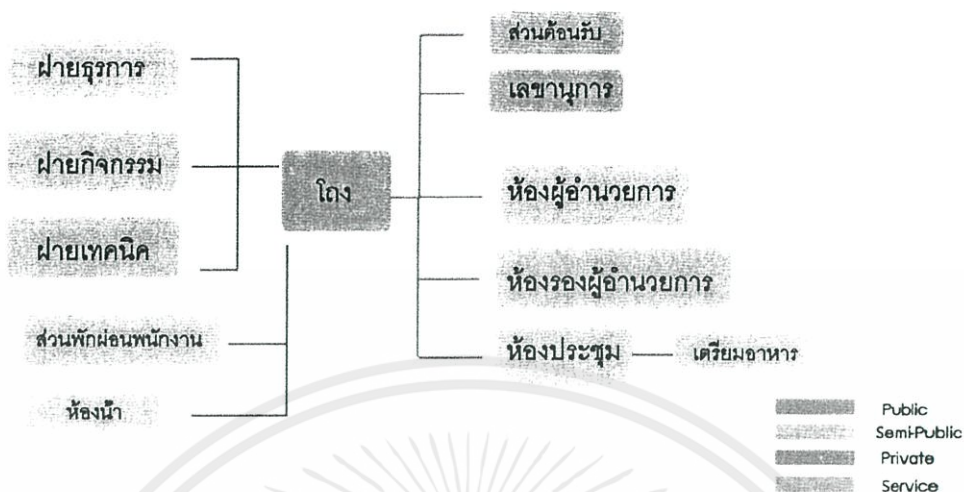 ฝ่ายธุรการ
ฝ่ายกิจกรรม
ฝ่ายเทคนิค
ส่วนพักผ่อนพนักงาน
ห้องน้ำ
โถง
ส่วนต้อนรับ
เลขานุการ
ห้องผู้อำนวยการ
ห้องรองผู้อำนวยการ
ห้องประชุม
เตรียมอาหาร
Public
Semi-Public
Private
Service